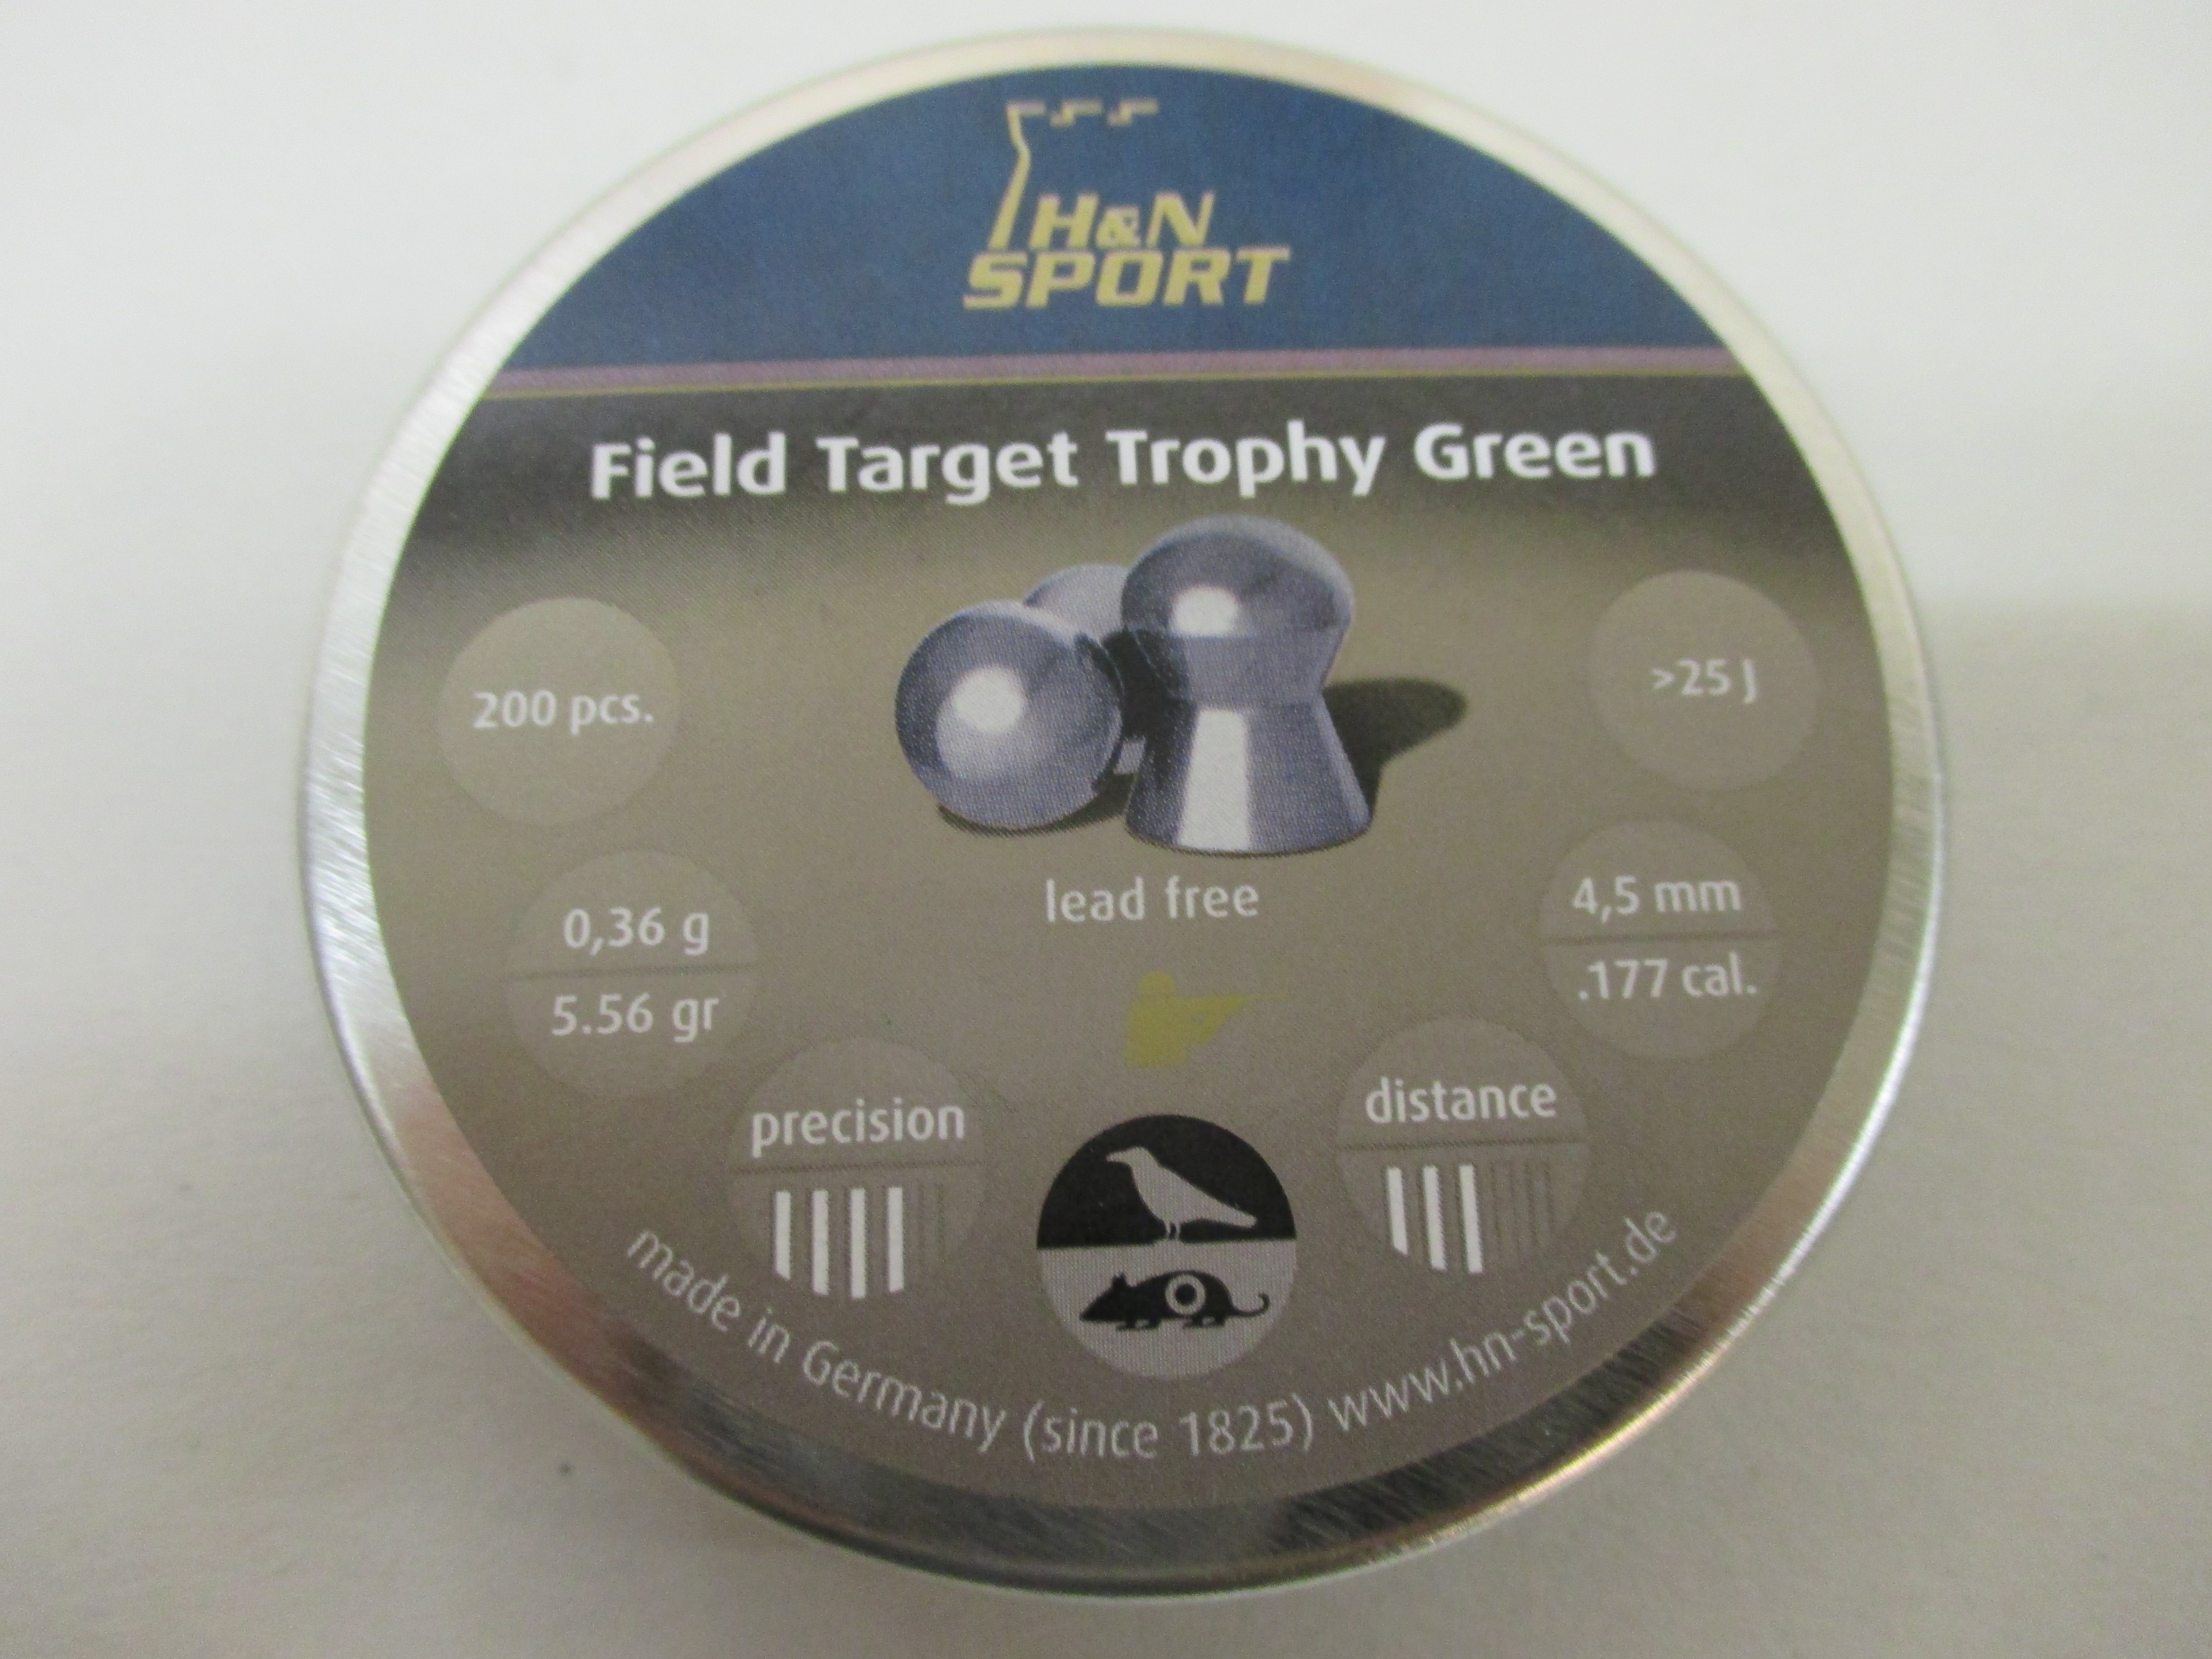 H&N
SPORT
Field Target Trophy Green
200 pcs.
>25 J
0,36 g
5.56 gr
lead free
4,5 mm
.177 cal.
precision
distance
made in Germany (since 1825) www.hn-sport.de